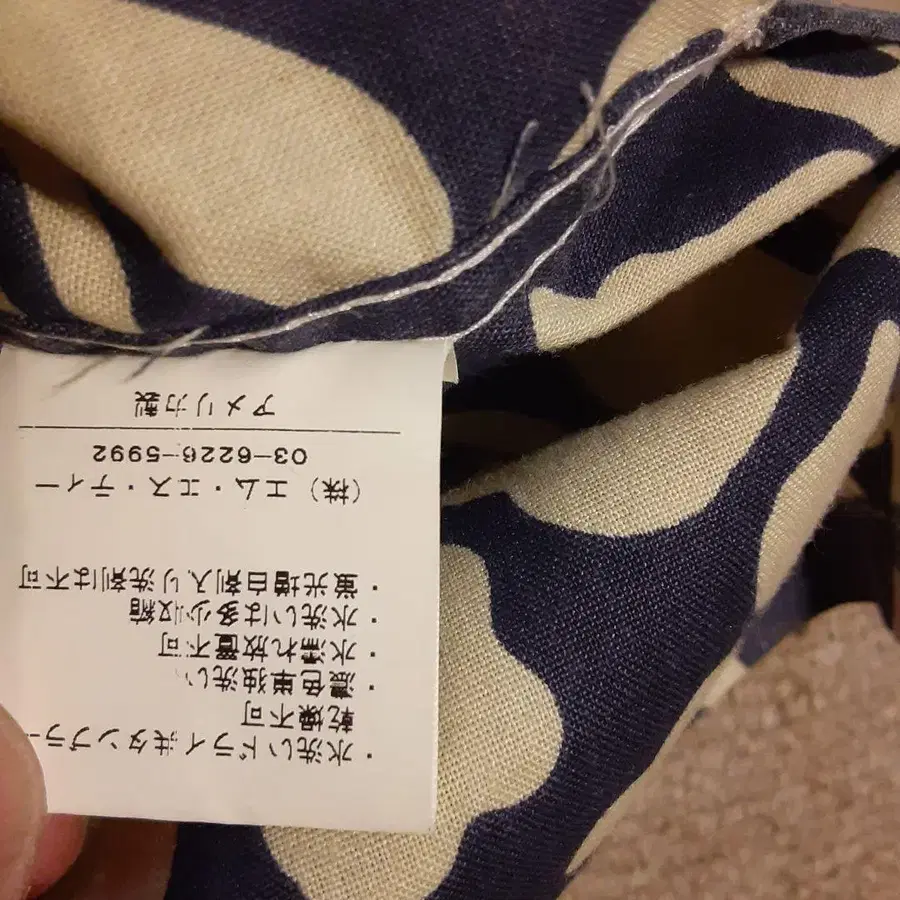 ・水洗いドライ共タンブラー
乾燥不可
・濃色単独洗い
・水濡れ放置不可
・水洗いは多少収縮
・蛍光増白剤入り洗剤は不可
(株)エム・エス・ティー
03-6226-5992
アメリカ製